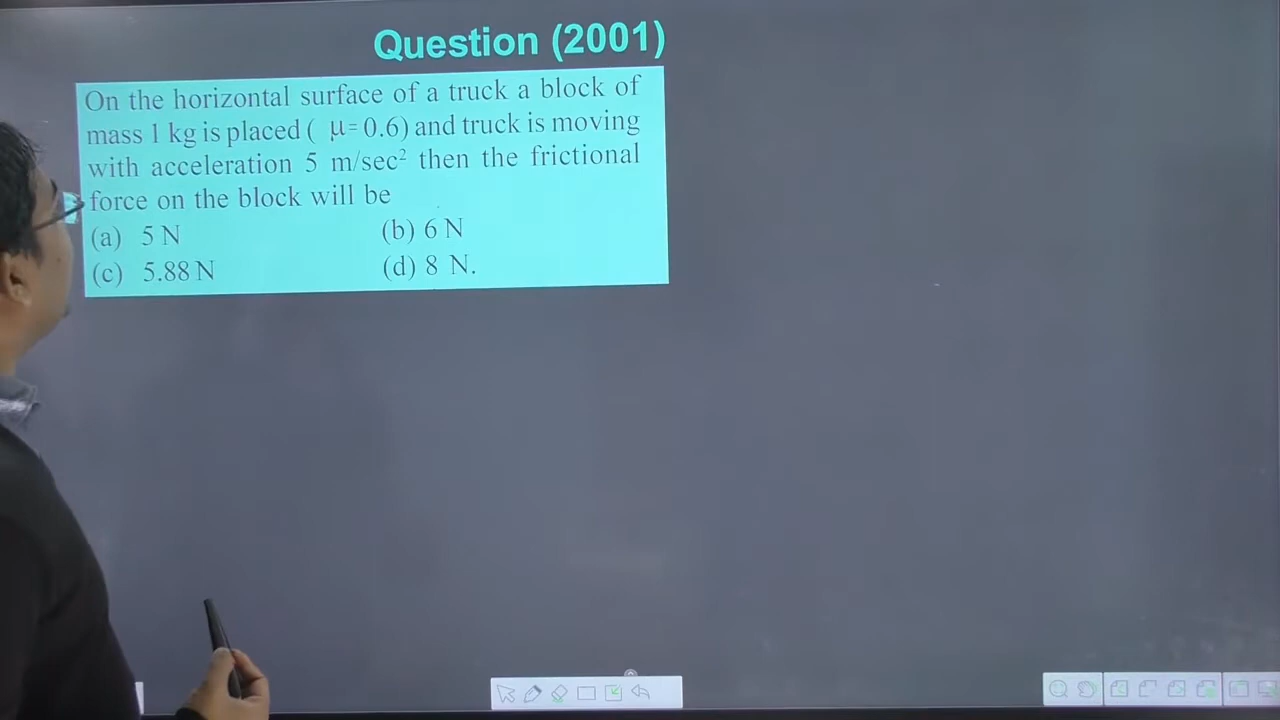 Question (2001)
On the horizontal surface of a truck a block of
mass 1 kg is placed ( μ=0.6) and truck is moving
with acceleration 5 m/sec² then the frictional
force on the block will be
(a) 5 N (b) 6 N
(c) 5.88 N (d) 8 N.